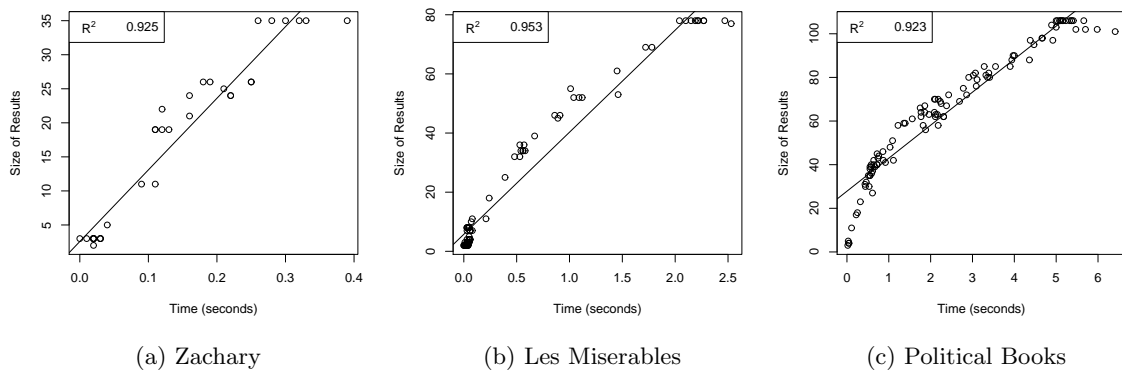 R² 0.925
Size of Results
35
25
15
5
0.0 0.1 0.2 0.3 0.4
Time (seconds)
(a) Zachary
R² 0.953
Size of Results
80
60
40
20
0
0.0 0.5 1.0 1.5 2.0 2.5
Time (seconds)
(b) Les Miserables
R² 0.923
Size of Results
100
80
60
40
20
0
0 1 2 3 4 5 6
Time (seconds)
(c) Political Books